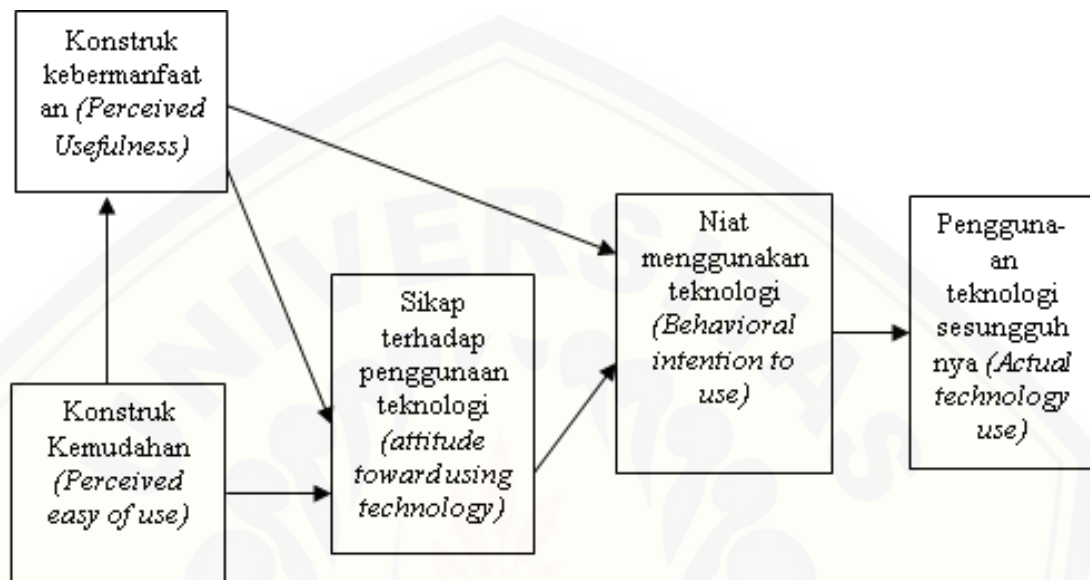 Konstruk
kebermanfaat
an (Perceived
Usefulness)
Niat
menggunakan
teknologi
(Behavioral
intention to
use)
Pengguna-
an
teknologi
sesungguh
nya (Actual
technology
use)
Sikap
terhadap
penggunaan
teknologi
(attitude
toward using
technology)
Konstruk
Kemudahan
(Perceived
easy of use)
UNIVERSITAS